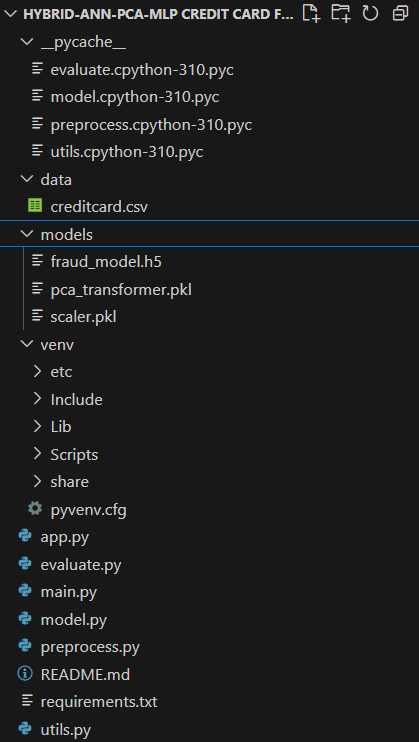 HYBRID-ANN-PCA-MLP CREDIT CARD F...
__pycache__
evaluate.cpython-310.pyc
model.cpython-310.pyc
preprocess.cpython-310.pyc
utils.cpython-310.pyc
data
creditcard.csv
models
fraud_model.h5
pca_transformer.pkl
scaler.pkl
venv
etc
Include
Lib
Scripts
share
pyvenv.cfg
app.py
evaluate.py
main.py
model.py
preprocess.py
README.md
requirements.txt
utils.py